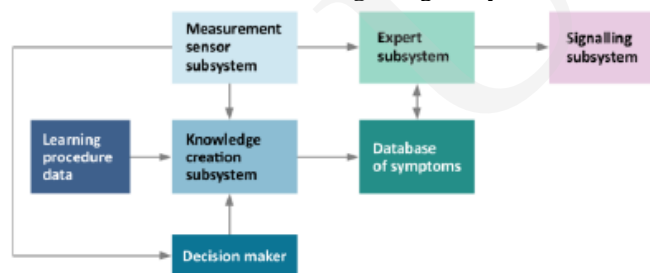 Measurement
sensor
subsystem
Expert
subsystem
Signalling
subsystem
Learning
procedure
data
Knowledge
creation
subsystem
Database
of symptoms
Decision maker